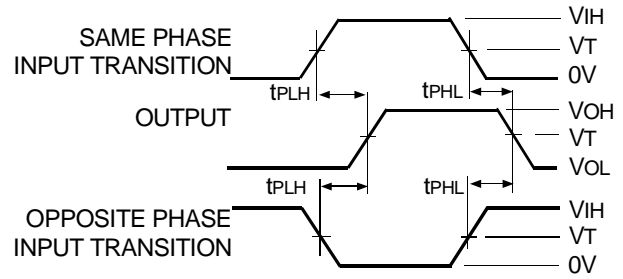 SAME PHASE
INPUT TRANSITION
VIH
VT
0V
tPLH
tPHL
OUTPUT
VOH
VT
VOL
tPLH
tPHL
OPPOSITE PHASE
INPUT TRANSITION
VIH
VT
0V